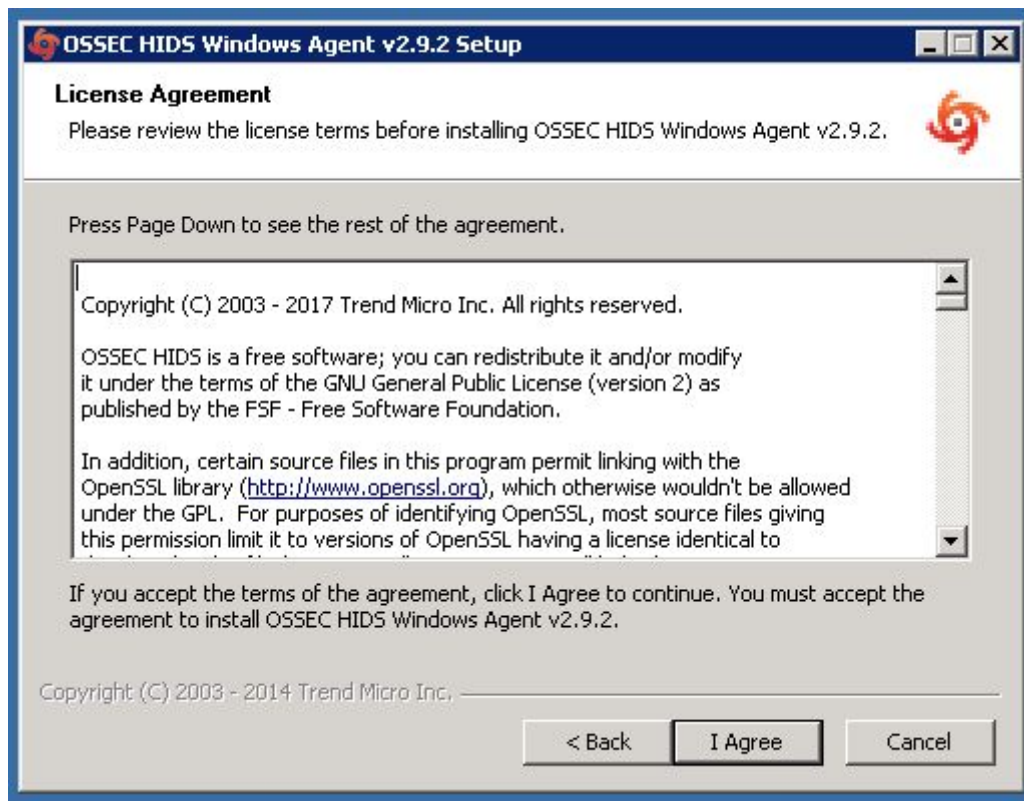 OSSEC HIDS Windows Agent v2.9.2 Setup
License Agreement
Please review the license terms before installing OSSEC HIDS Windows Agent v2.9.2.
Press Page Down to see the rest of the agreement.
Copyright (C) 2003 - 2017 Trend Micro Inc. All rights reserved.
OSSEC HIDS is a free software; you can redistribute it and/or modify
it under the terms of the GNU General Public License (version 2) as
published by the FSF - Free Software Foundation.
In addition, certain source files in this program permit linking with the
OpenSSL library (http://www.openssl.org), which otherwise wouldn't be allowed
under the GPL.  For purposes of identifying OpenSSL, most source files giving
this permission limit it to versions of OpenSSL having a license identical to
If you accept the terms of the agreement, click I Agree to continue. You must accept the
agreement to install OSSEC HIDS Windows Agent v2.9.2.
Copyright (C) 2003 - 2014 Trend Micro Inc.
< Back
I Agree
Cancel